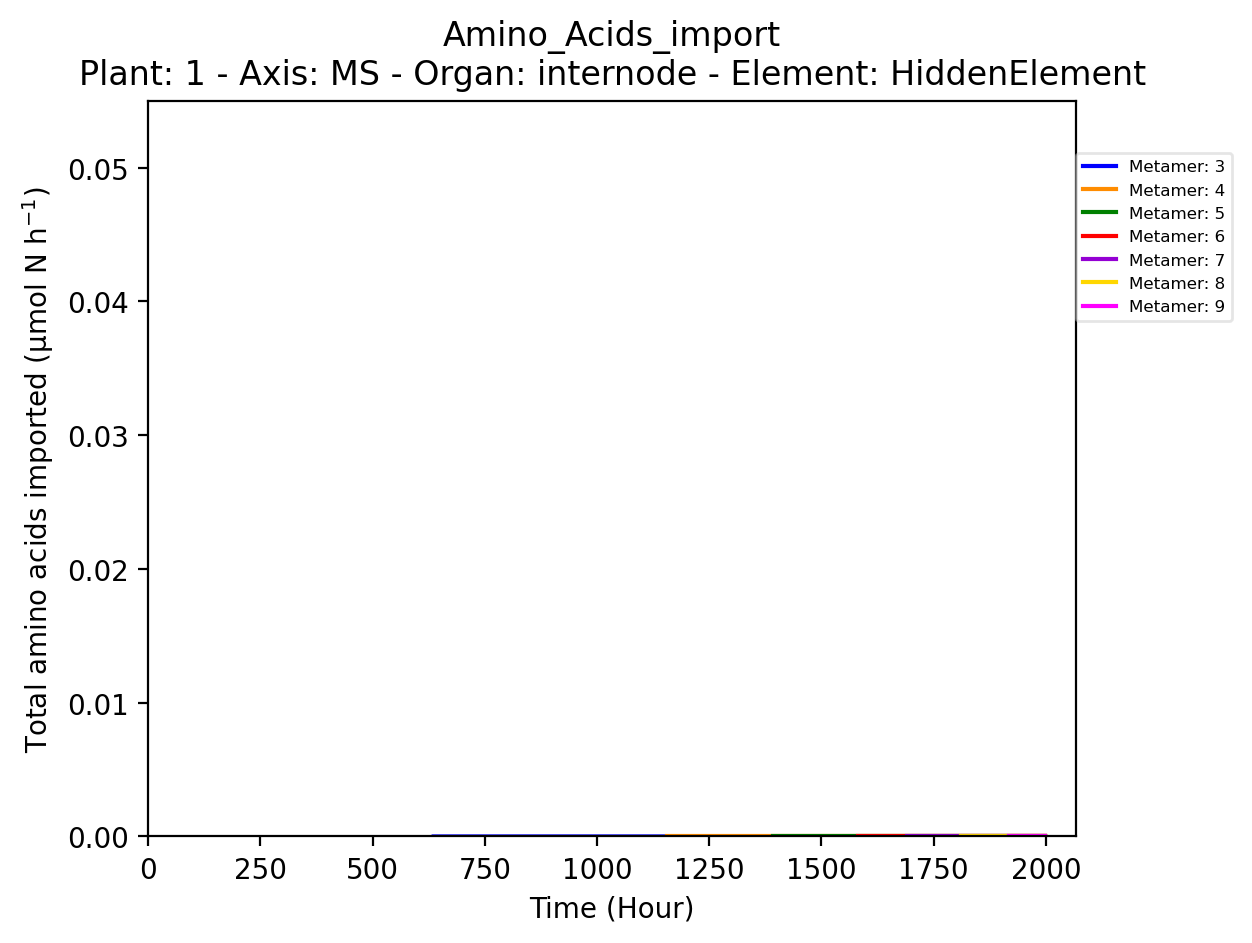 Amino_Acids_import
Plant: 1 - Axis: MS - Organ: internode - Element: HiddenElement
Total amino acids imported (µmol N h⁻¹)
0.05
0.04
0.03
0.02
0.01
0.00
0 250 500 750 1000 1250 1500 1750 2000
Time (Hour)
Metamer: 3
Metamer: 4
Metamer: 5
Metamer: 6
Metamer: 7
Metamer: 8
Metamer: 9